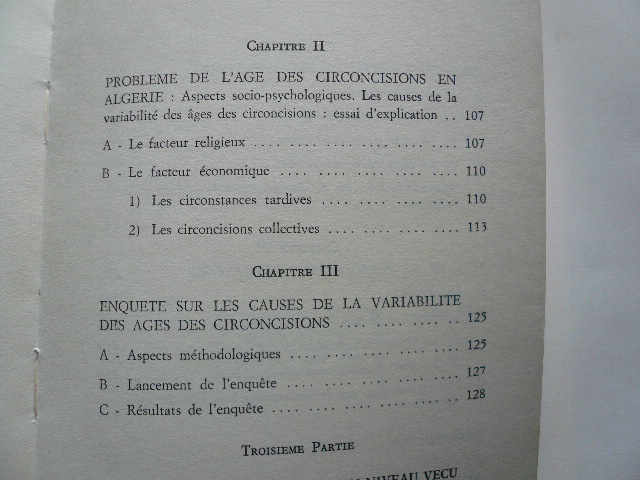 CHAPITRE II
PROBLEME DE L'AGE DES CIRCONCISIONS EN
ALGERIE : Aspects socio-psychologiques. Les causes de la
variabilité des âges des circoncisions : essai d'explication .. 107
A - Le facteur religieux .... .... .... .... .... .... 107
B - Le facteur économique .... .... .... .... .... 110
1) Les circonstances tardives .... .... .... .... 110
2) Les circoncisions collectives .... .... .... .... 113
CHAPITRE III
ENQUETE SUR LES CAUSES DE LA VARIABILITE
DES AGES DES CIRCONCISIONS .... .... .... .. 125
A - Aspects méthodologiques .... .... .... .... .... 125
B - Lancement de l'enquête .... .... .... .... .. 127
C - Résultats de l'enquête .... .... .... .... .. 128
TROISIEME PARTIE
NIVEAU VECU